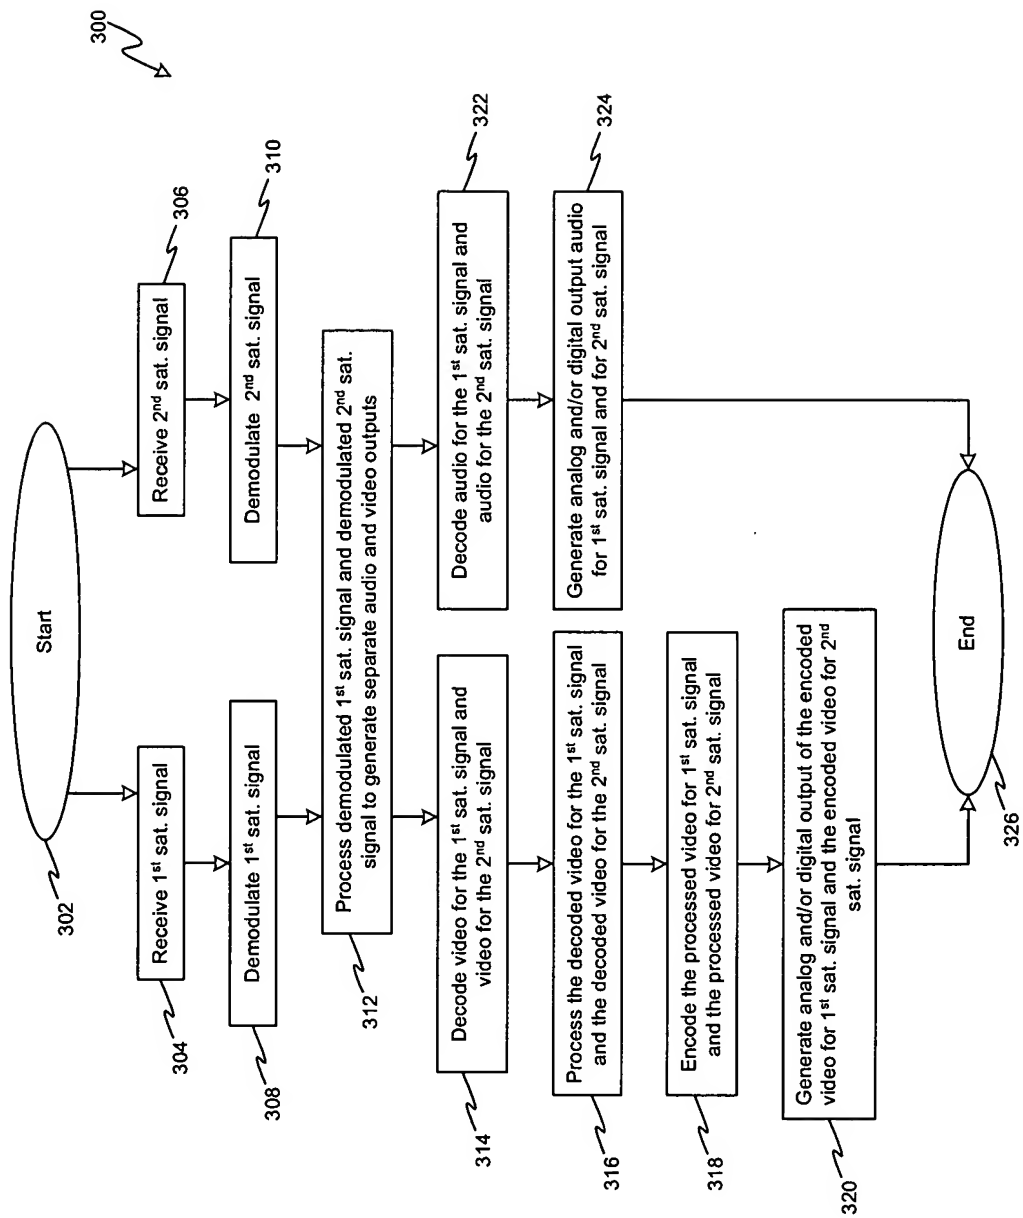 300
Start
302
Receive 1st sat. signal
304
Receive 2nd sat. signal
306
Demodulate 1st sat. signal
308
Demodulate 2nd sat. signal
310
Process demodulated 1st sat. signal and demodulated 2nd sat.
signal to generate separate audio and video outputs
312
Decode video for the 1st sat. signal and
video for the 2nd sat. signal
314
Decode audio for the 1st sat. signal and
audio for the 2nd sat. signal
322
Process the decoded video for the 1st sat. signal
and the decoded video for the 2nd sat. signal
316
Generate analog and/or digital output audio
for 1st sat. signal and for 2nd sat. signal
324
Encode the processed video for 1st sat. signal
and the processed video for 2nd sat. signal
318
Generate analog and/or digital output of the encoded
video for 1st sat. signal and the encoded video for 2nd
sat. signal
320
End
326